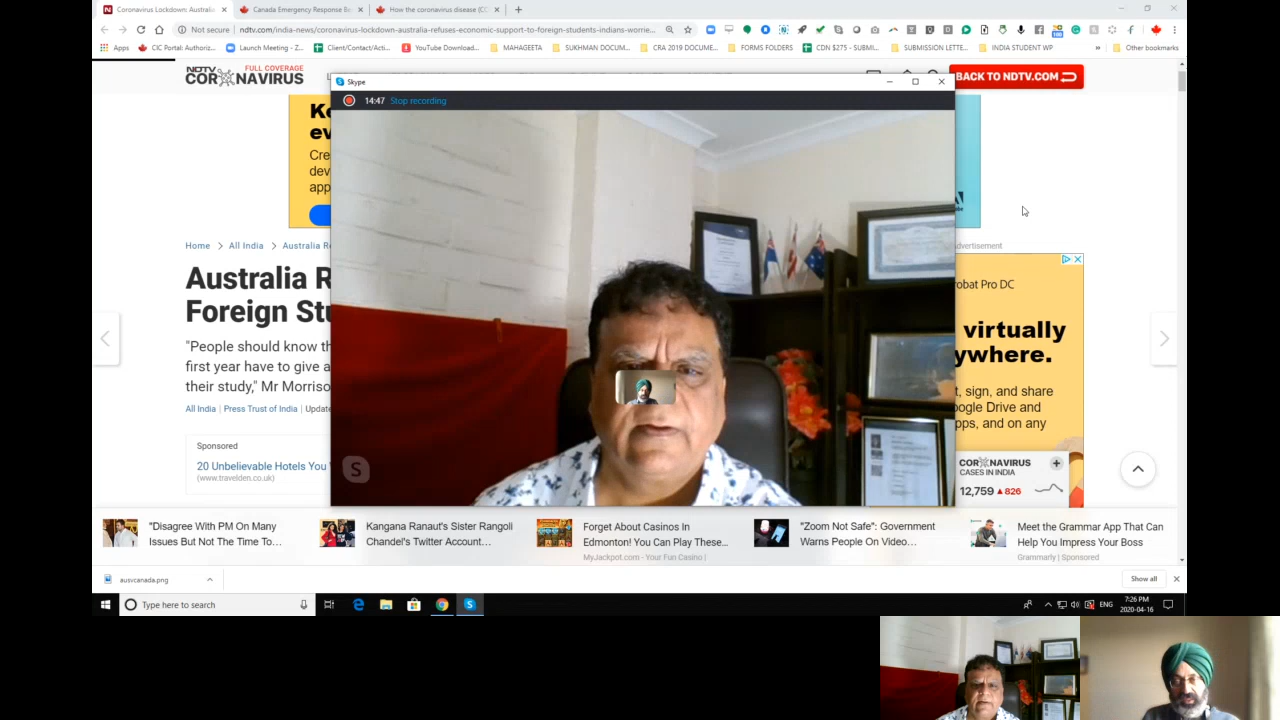 Coronavirus Lockdown: Australi
Canada Emergency Response Be
How the coronavirus disease (CO
Not secure
ndtv.com/india-news/coronavirus-lockdown-australia-refuses-economic-support-to-foreign-students-indians-worrie...
Apps
CIC Portal: Authoriz...
Launch Meeting - Z...
Client/Contact/Acti...
YouTube Download...
MAHAGEETA
SUKHMAN DOCUM...
CRA 2019 DOCUME...
FORMS FOLDERS
CDN $275 - SUBMI...
SUBMISSION LETTE...
INDIA STUDENT WP
»
Other bookmarks
NDTV
FULL COVERAGE
CORONAVIRUS
BACK TO NDTV.COM
Skype
14:47
Stop recording
Ke
ev
Cre
dev
app
Home > All India > Australia R
Advertisement
Australia R
Foreign Stu
"People should know th
first year have to give a
their study," Mr Morriso
All India | Press Trust of India | Update
Sponsored
20 Unbelievable Hotels You
(www.travelden.co.uk)
robat Pro DC
virtually
ywhere.
t, sign, and share
oogle Drive and
pps, and on any
CORONAVIRUS
CASES IN INDIA
12,759 ▲826
"Disagree With PM On Many
Issues But Not The Time To...
Kangana Ranaut's Sister Rangoli
Chandel's Twitter Account...
Forget About Casinos In
Edmonton! You Can Play These...
MyJackpot.com - Your Fun Casino |
"Zoom Not Safe": Government
Warns People On Video...
Meet the Grammar App That Can
Help You Impress Your Boss
Grammarly | Sponsored
ausvcanada.png
Show all
Type here to search
ENG
7:26 PM
2020-04-16